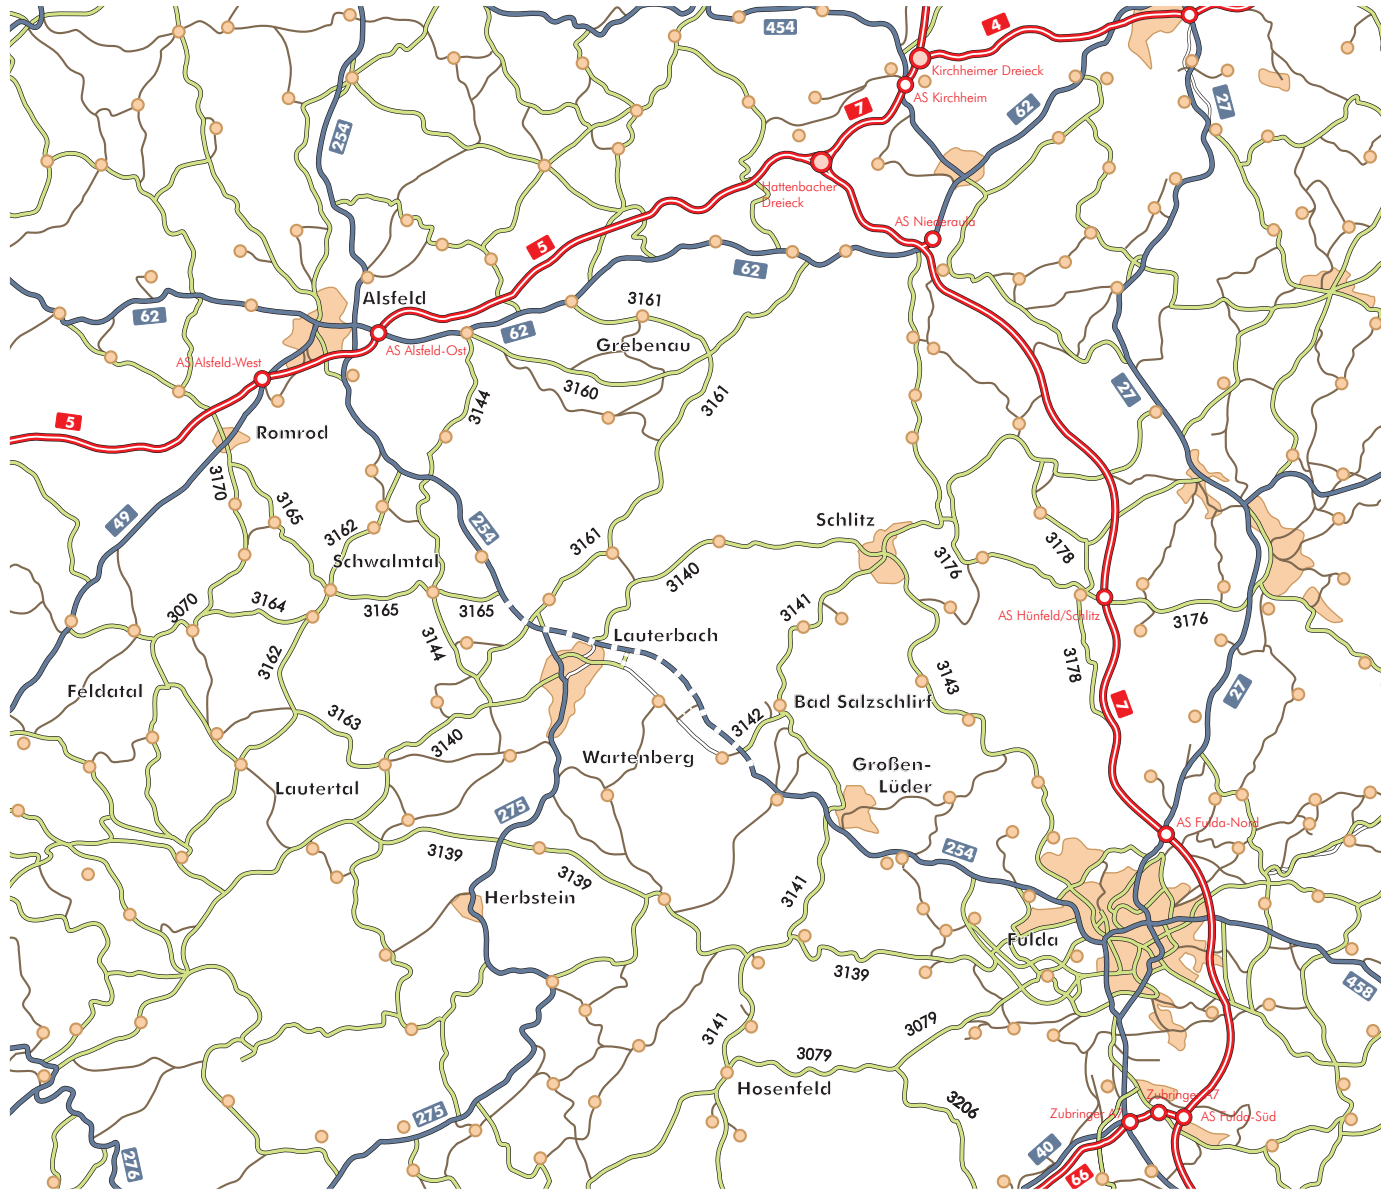 254
454
4
Kirchheimer Dreieck
AS Kirchheim
7
62
27
254
Hattenbacher
Dreieck
AS Niederaula
5
62
Alsfeld
3161
62
62
AS Alsfeld-Ost
Grebenau
AS Alsfeld-West
3160
27
3144
3161
5
Romrod
3170
3165
49
3162
254
Schlitz
3161
3178
3176
Schwalmtal
3140
3070
3164
3165
3165
3141
AS Hünfeld/Schlitz
3176
3144
Lauterbach
3162
3178
3143
Feldatal
27
7
Bad Salzschlirf
3163
3142
3140
Wartenberg
Großen-
Lüder
Lautertal
275
AS Fulda-Nord
3139
254
3139
Herbstein
3141
Fulda
3139
458
3141
3079
3079
Hosenfeld
3206
Zubringer A7
275
Zubringer A7
AS Fulda-Süd
40
276
66